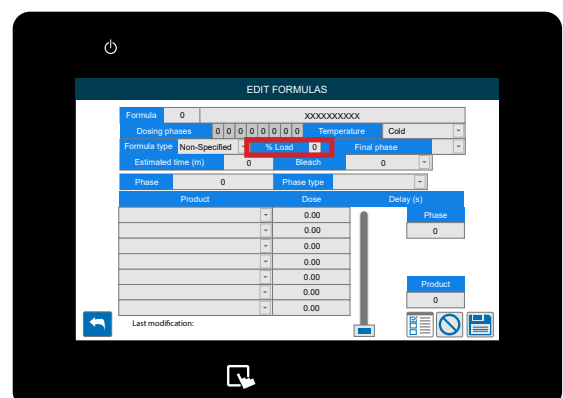 EDIT FORMULAS
Formula 0 XXXXXXXXXX
Dosing phases 0 0 0 0 0 0 0 0 Temperature Cold
Formula type Non-Specified % Load 0 Final phase
Estimated time (m) 0 Bleach 0
Phase 0 Phase type
Product Dose Delay (s)
0.00 Phase
0.00 0
0.00
0.00
0.00 Product
0.00 0
0.00
Last modification: